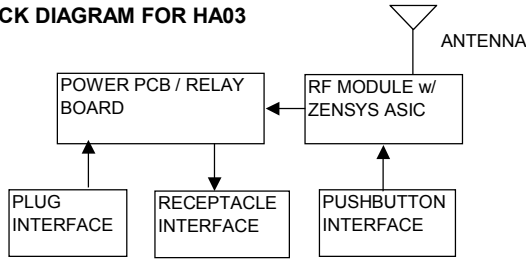 CK DIAGRAM FOR HA03
ANTENNA
POWER PCB / RELAY
BOARD
RF MODULE w/
ZENSYS ASIC
PLUG
INTERFACE
RECEPTACLE
INTERFACE
PUSHBUTTON
INTERFACE